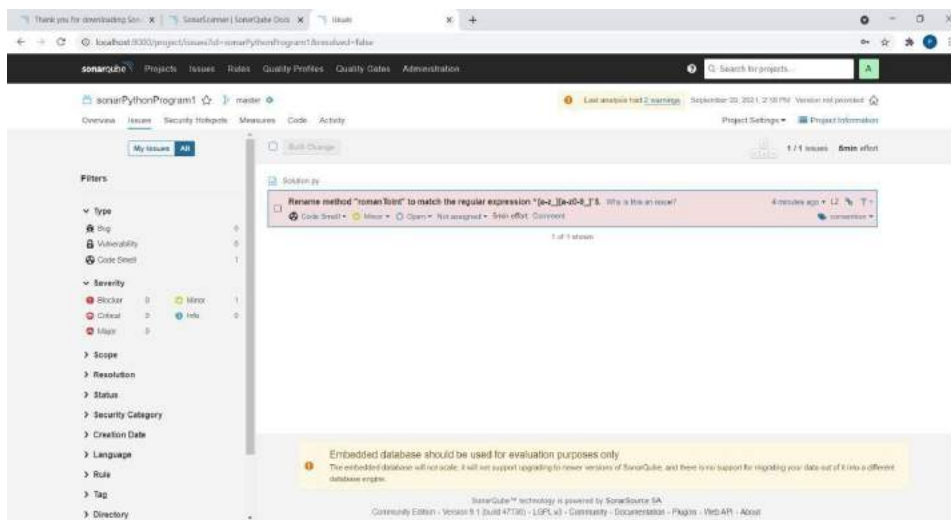 Thank you for downloading Son
SonarScanner | SonarQube Docs
Issues
localhost:9000/project/issues?id=sonarPythonProgram1&resolved=false
sonarqube Projects Issues Rules Quality Profiles Quality Gates Administration
Search for projects...
A
sonarPythonProgram1 master
Last analysis had 2 warnings September 20, 2021, 2:58 PM Version not provided
Overview Issues Security Hotspots Measures Code Activity
Project Settings Project Information
My Issues All
Bulk Change
1 / 1 issues 5min effort
Filters
Solution.py
Rename method "romanToInt" to match the regular expression ^[a-z_][a-z0-9_]*$. Why is this an issue?
4 minutes ago L2
Code Smell Minor Open Not assigned 5min effort Comment
convention
1 of 1 shown
Type
Bug 0
Vulnerability 0
Code Smell 1
Severity
Blocker 0 Minor 1
Critical 0 Info 0
Major 0
Scope
Resolution
Status
Security Category
Creation Date
Language
Rule
Tag
Directory
Embedded database should be used for evaluation purposes only
The embedded database will not scale, it will not support upgrading to newer versions of SonarQube, and there is no support for migrating your data out of it into a different
database engine.
SonarQube™ technology is powered by SonarSource SA
Community Edition - Version 9.1 (build 47736) - LGPL v3 - Community - Documentation - Plugins - Web API - About